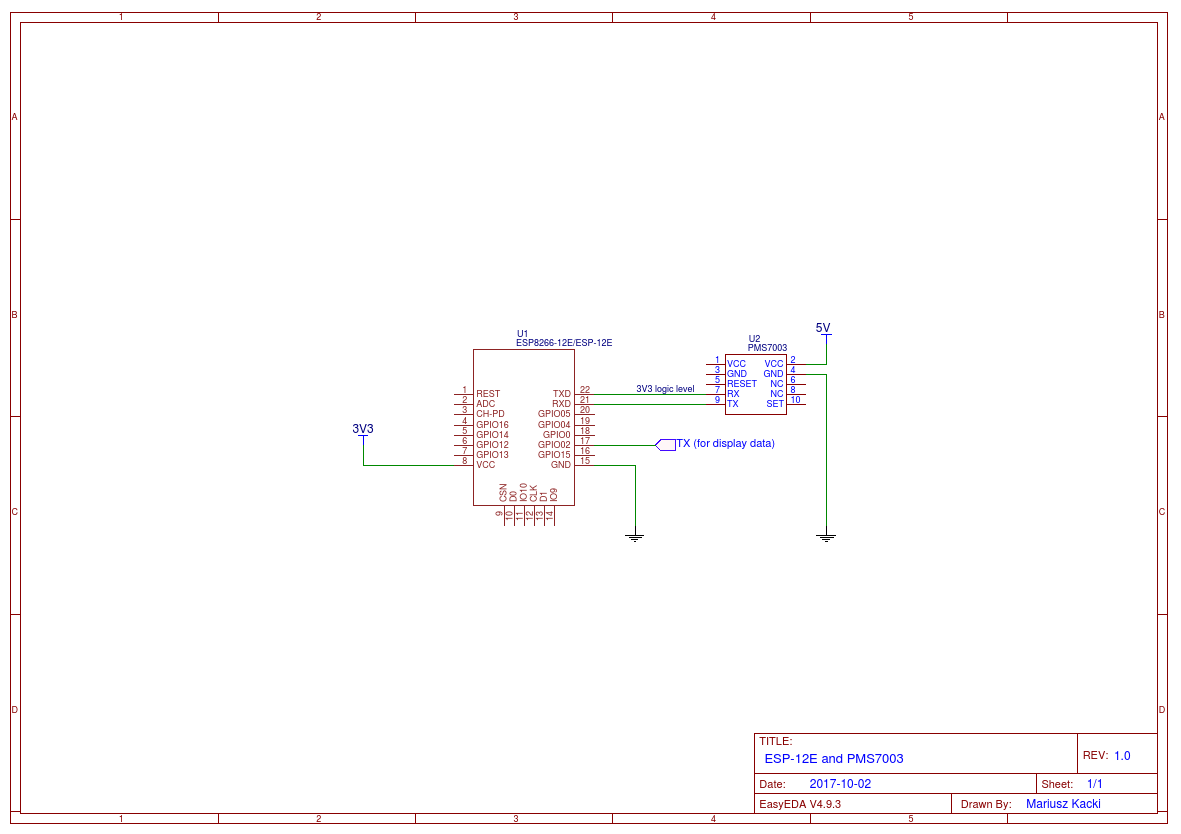 1 2 3 4 5
A A
B B
C C
D D
U1
ESP8266-12E/ESP-12E
1 REST
2 ADC
3 CH-PD
4 GPIO16
5 GPIO14
6 GPIO12
7 GPIO13
8 VCC
TXD 22
RXD 21
GPIO05 20
GPIO04 19
GPIO0 18
GPIO02 17
GPIO15 16
GND 15
CSN D0 IO10 CLK D1 IO9
9 10 11 12 13 14
3V3
3V3 logic level
TX (for display data)
5V
U2
PMS7003
1 VCC VCC 2
3 GND GND 4
5 RESET NC 6
7 RX NC 8
9 TX SET 10
TITLE:
ESP-12E and PMS7003
REV: 1.0
Date: 2017-10-02
Sheet: 1/1
EasyEDA V4.9.3
Drawn By: Mariusz Kacki
1 2 3 4 5